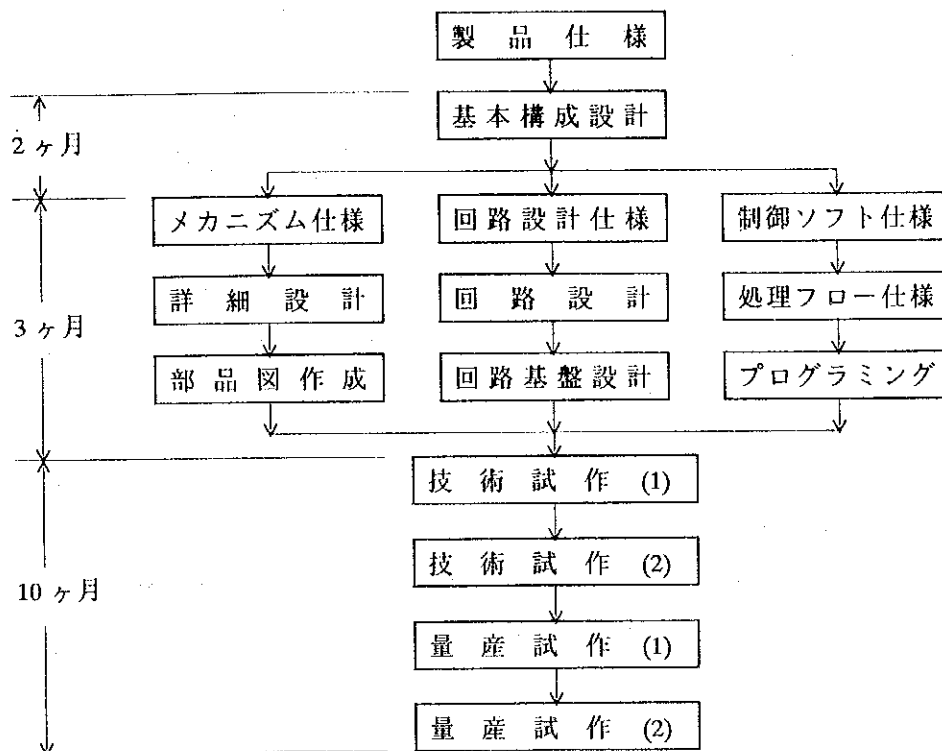 製品仕様
基本構成設計
2ヶ月
メカニズム仕様 回路設計仕様 制御ソフト仕様
詳細設計 回路設計 処理フロー仕様
3ヶ月
部品図作成 回路基盤設計 プログラミング
技術試作 (1)
技術試作 (2)
10ヶ月
量産試作 (1)
量産試作 (2)